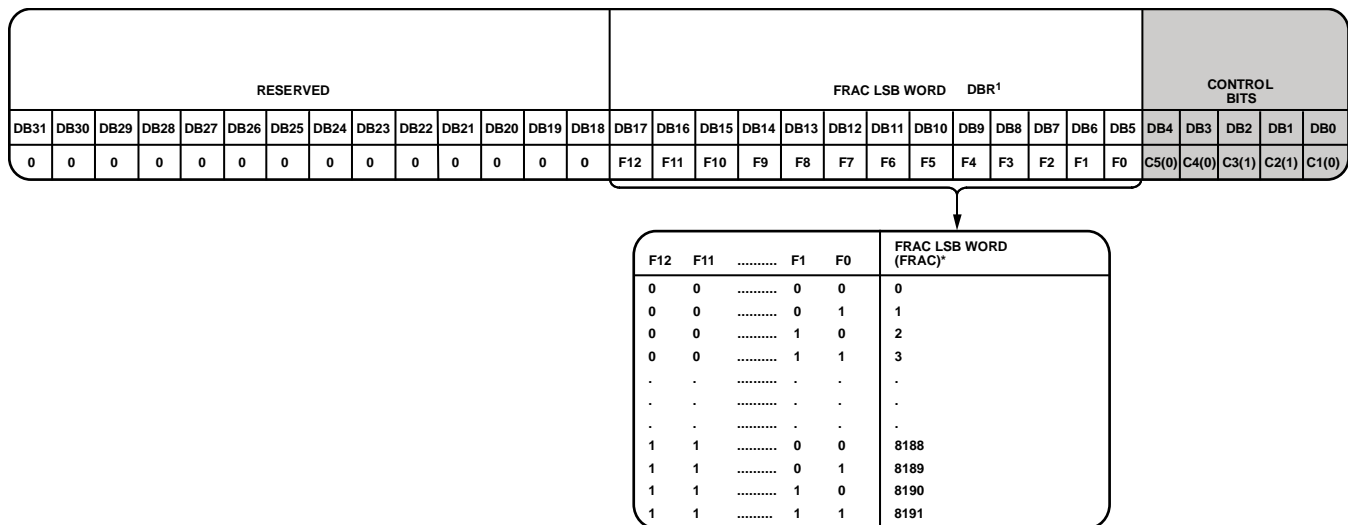 RESERVED FRAC LSB WORD DBR1 CONTROL BITS
DB31 DB30 DB29 DB28 DB27 DB26 DB25 DB24 DB23 DB22 DB21 DB20 DB19 DB18 DB17 DB16 DB15 DB14 DB13 DB12 DB11 DB10 DB9 DB8 DB7 DB6 DB5 DB4 DB3 DB2 DB1 DB0
0 0 0 0 0 0 0 0 0 0 0 0 0 0 F12 F11 F10 F9 F8 F7 F6 F5 F4 F3 F2 F1 F0 C5(0) C4(0) C3(1) C2(1) C1(0)
FRAC LSB WORD
F12 F11 .......... F1 F0 (FRAC)*
0 0 .......... 0 0 0
0 0 .......... 0 1 1
0 0 .......... 1 0 2
0 0 .......... 1 1 3
. . .......... . . .
. . .......... . . .
. . .......... . . .
1 1 .......... 0 0 8188
1 1 .......... 0 1 8189
1 1 .......... 1 0 8190
1 1 ......... 1 1 8191